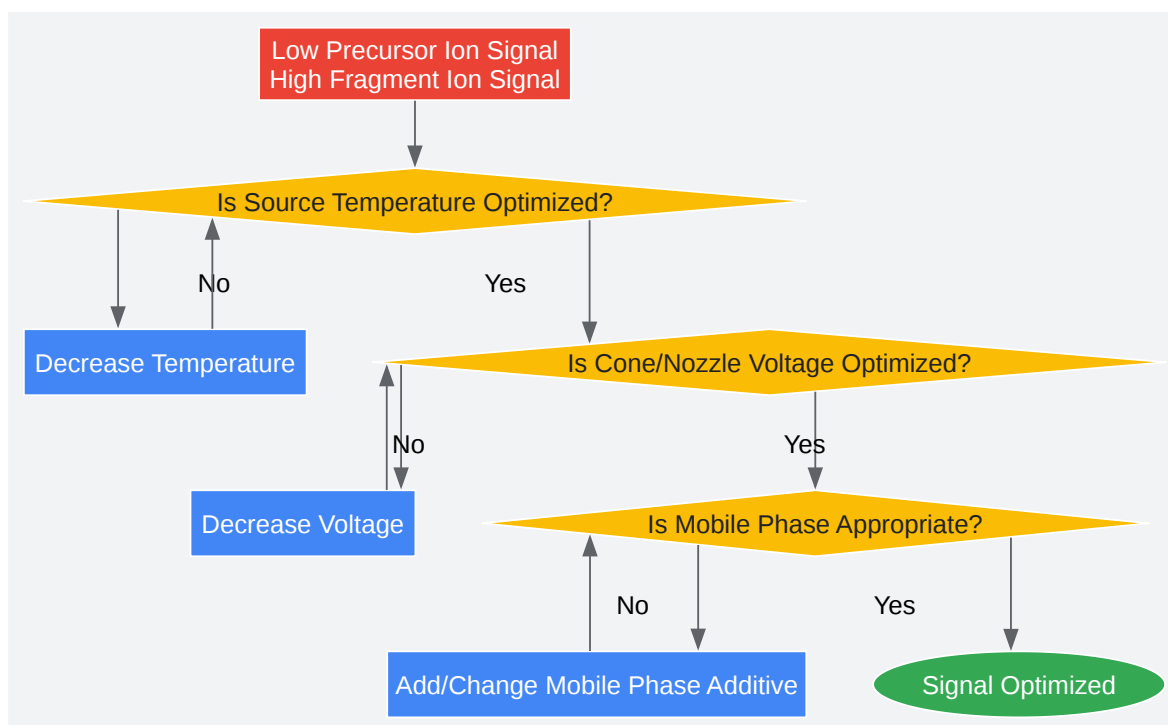 Low Precursor Ion Signal
High Fragment Ion Signal
Is Source Temperature Optimized?
No
Yes
Decrease Temperature
Is Cone/Nozzle Voltage Optimized?
No
Yes
Decrease Voltage
Is Mobile Phase Appropriate?
No
Yes
Add/Change Mobile Phase Additive
Signal Optimized